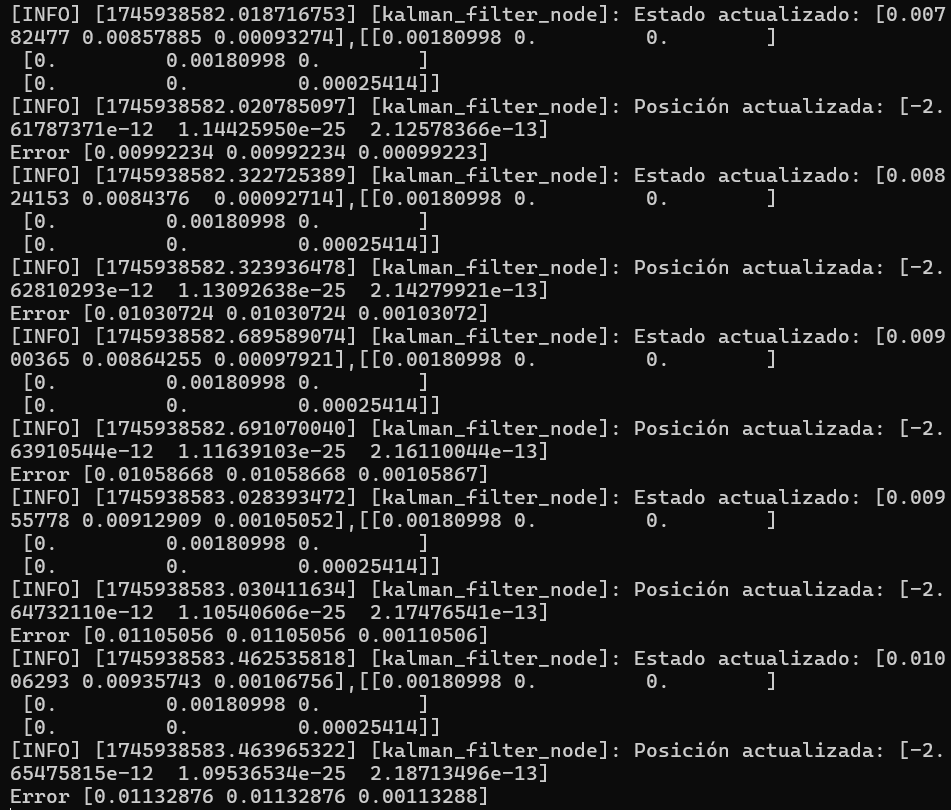 [INFO] [1745938582.018716753] [kalman_filter_node]: Estado actualizado: [0.007
82477 0.00857885 0.00093274],[[0.00180998 0.         0.        ]
 [0.         0.00180998 0.        ]
 [0.         0.         0.00025414]]
[INFO] [1745938582.020785097] [kalman_filter_node]: Posición actualizada: [-2.
61787371e-12  1.14425950e-25  2.12578366e-13]
Error [0.00992234 0.00992234 0.00099223]
[INFO] [1745938582.322725389] [kalman_filter_node]: Estado actualizado: [0.008
24153 0.0084376  0.00092714],[[0.00180998 0.         0.        ]
 [0.         0.00180998 0.        ]
 [0.         0.         0.00025414]]
[INFO] [1745938582.323936478] [kalman_filter_node]: Posición actualizada: [-2.
62810293e-12  1.13092638e-25  2.14279921e-13]
Error [0.01030724 0.01030724 0.00103072]
[INFO] [1745938582.689589074] [kalman_filter_node]: Estado actualizado: [0.009
00365 0.00864255 0.00097921],[[0.00180998 0.         0.        ]
 [0.         0.00180998 0.        ]
 [0.         0.         0.00025414]]
[INFO] [1745938582.691070040] [kalman_filter_node]: Posición actualizada: [-2.
63910544e-12  1.11639103e-25  2.16110044e-13]
Error [0.01058668 0.01058668 0.00105867]
[INFO] [1745938583.028393472] [kalman_filter_node]: Estado actualizado: [0.009
55778 0.00912909 0.00105052],[[0.00180998 0.         0.        ]
 [0.         0.00180998 0.        ]
 [0.         0.         0.00025414]]
[INFO] [1745938583.030411634] [kalman_filter_node]: Posición actualizada: [-2.
64732110e-12  1.10540606e-25  2.17476541e-13]
Error [0.01105056 0.01105056 0.00110506]
[INFO] [1745938583.462535818] [kalman_filter_node]: Estado actualizado: [0.010
06293 0.00935743 0.00106756],[[0.00180998 0.         0.        ]
 [0.         0.00180998 0.        ]
 [0.         0.         0.00025414]]
[INFO] [1745938583.463965322] [kalman_filter_node]: Posición actualizada: [-2.
65475815e-12  1.09536534e-25  2.18713496e-13]
Error [0.01132876 0.01132876 0.00113288]